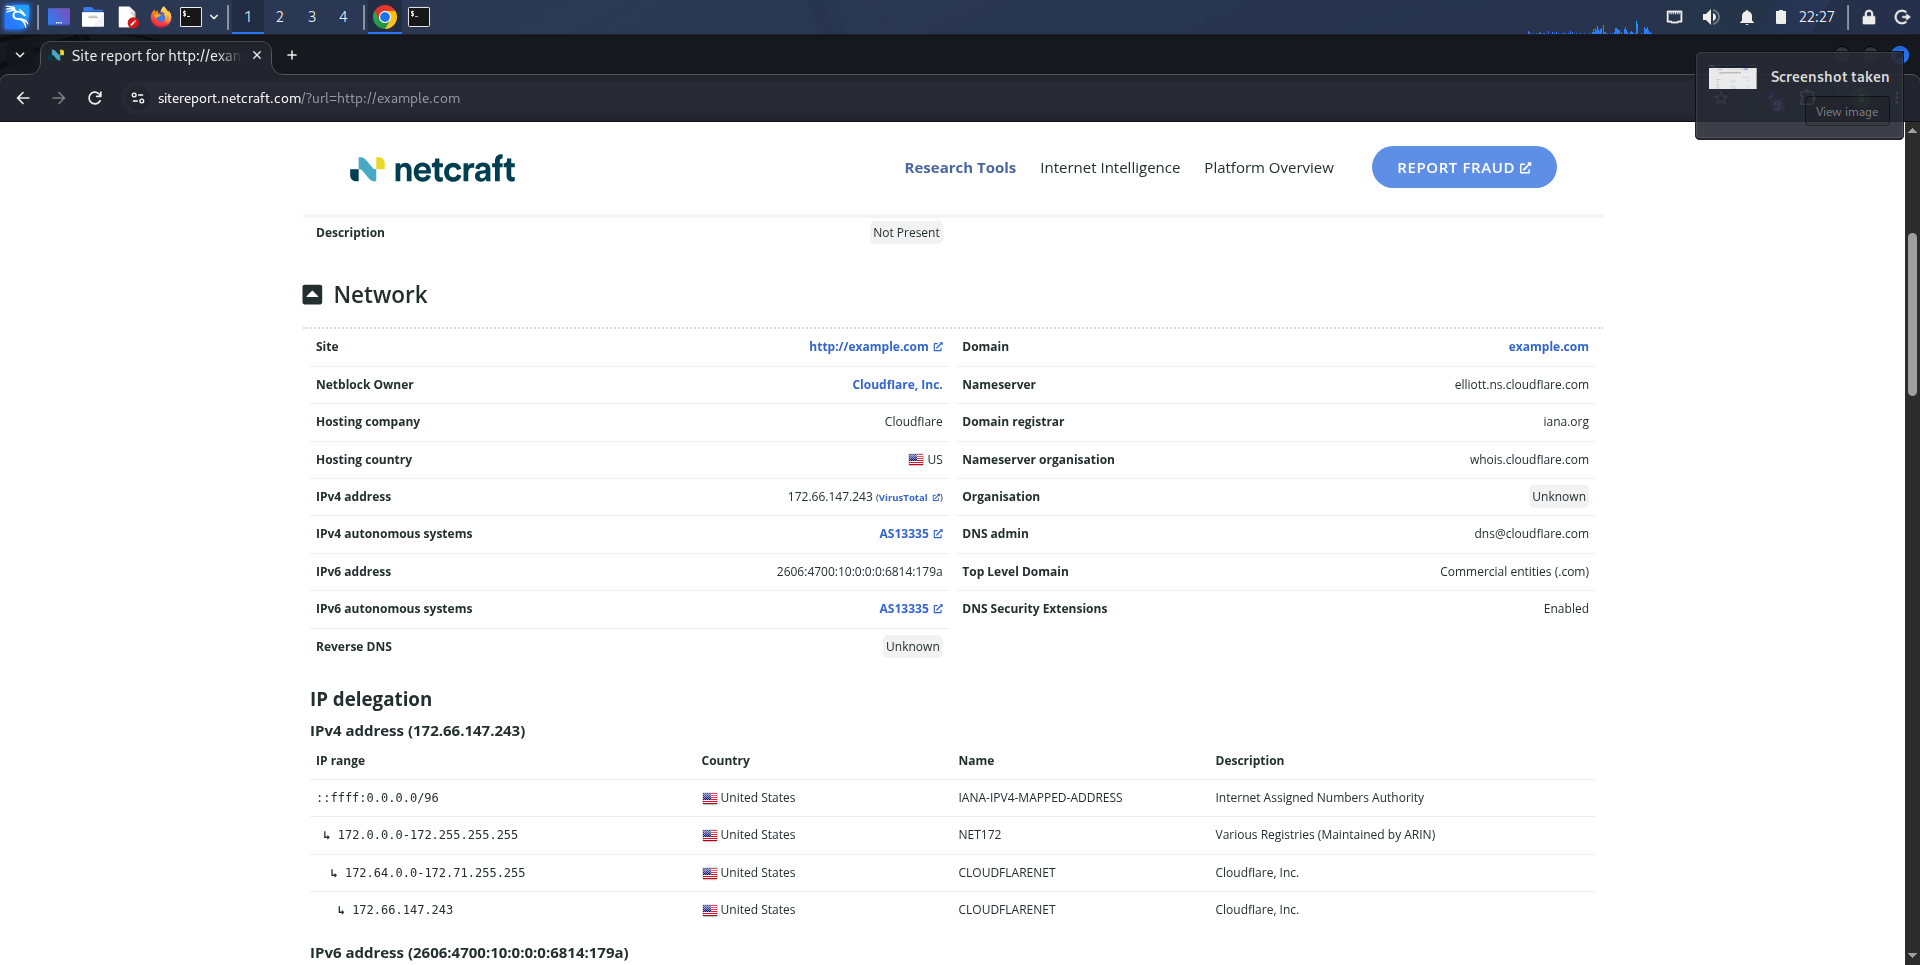 1 2 3 4 22:27
Site report for http://exam
Screenshot taken
View image
sitereport.netcraft.com/?url=http://example.com
netcraft Research Tools Internet Intelligence Platform Overview REPORT FRAUD
Description Not Present
Network
Site http://example.com Domain example.com
Netblock Owner Cloudflare, Inc. Nameserver elliott.ns.cloudflare.com
Hosting company Cloudflare Domain registrar iana.org
Hosting country US Nameserver organisation whois.cloudflare.com
IPv4 address 172.66.147.243 (VirusTotal) Organisation Unknown
IPv4 autonomous systems AS13335 DNS admin dns@cloudflare.com
IPv6 address 2606:4700:10:0:0:0:6814:179a Top Level Domain Commercial entities (.com)
IPv6 autonomous systems AS13335 DNS Security Extensions Enabled
Reverse DNS Unknown
IP delegation
IPv4 address (172.66.147.243)
IP range Country Name Description
::ffff:0.0.0.0/96 United States IANA-IPV4-MAPPED-ADDRESS Internet Assigned Numbers Authority
↳ 172.0.0.0-172.255.255.255 United States NET172 Various Registries (Maintained by ARIN)
↳ 172.64.0.0-172.71.255.255 United States CLOUDFLARENET Cloudflare, Inc.
↳ 172.66.147.243 United States CLOUDFLARENET Cloudflare, Inc.
IPv6 address (2606:4700:10:0:0:0:6814:179a)